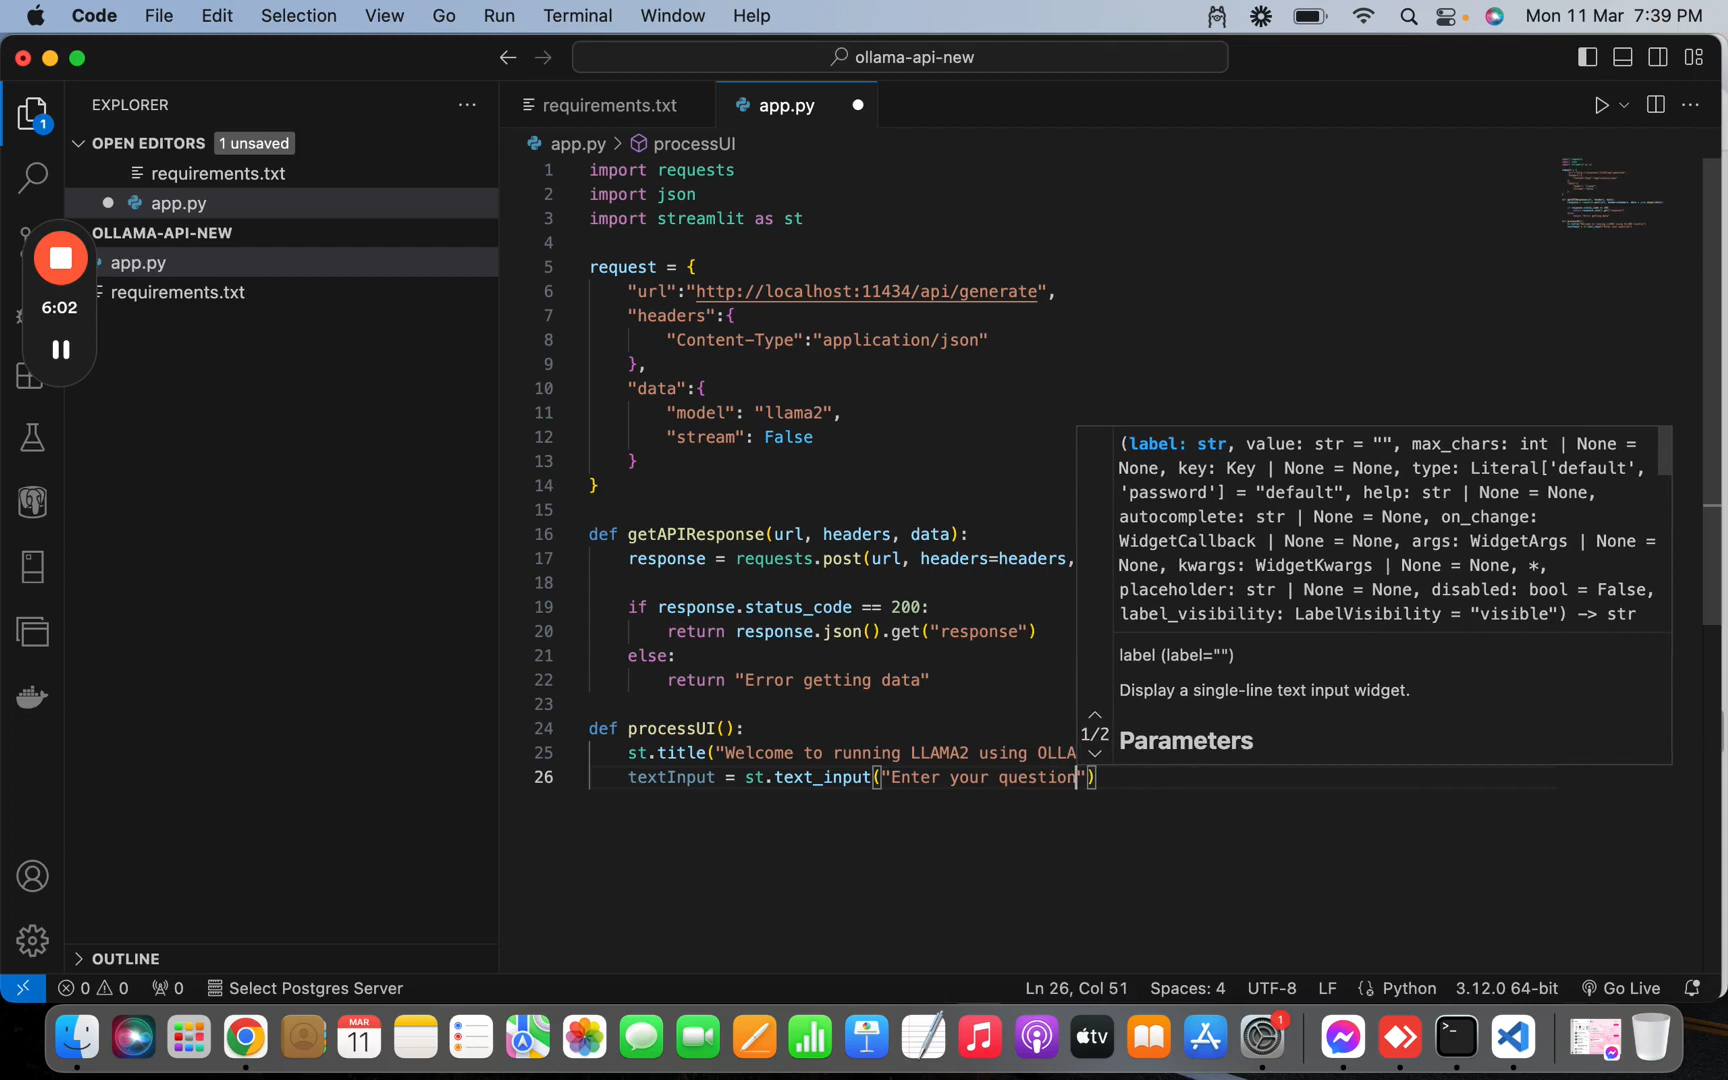 Code File Edit Selection View Go Run Terminal Window Help Mon 11 Mar 7:39 PM
ollama-api-new
EXPLORER
OPEN EDITORS 1 unsaved
requirements.txt
app.py
OLLAMA-API-NEW
app.py
requirements.txt
1
6:02
OUTLINE
requirements.txt app.py
app.py > processUI
1 import requests
2 import json
3 import streamlit as st
4
5 request = {
6 "url":"http://localhost:11434/api/generate",
7 "headers":{
8 "Content-Type":"application/json"
9 },
10 "data":{
11 "model": "llama2",
12 "stream": False
13 }
14 }
15
16 def getAPIResponse(url, headers, data):
17 response = requests.post(url, headers=headers,
18
19 if response.status_code == 200:
20 return response.json().get("response")
21 else:
22 return "Error getting data"
23
24 def processUI():
25 st.title("Welcome to running LLAMA2 using OLLA
26 textInput = st.text_input("Enter your question")
(label: str, value: str = "", max_chars: int | None =
None, key: Key | None = None, type: Literal['default',
'password'] = "default", help: str | None = None,
autocomplete: str | None = None, on_change:
WidgetCallback | None = None, args: WidgetArgs | None =
None, kwargs: WidgetKwargs | None = None, *,
placeholder: str | None = None, disabled: bool = False,
label_visibility: LabelVisibility = "visible") -> str
label (label="")
Display a single-line text input widget.
1/2
Parameters
0 0 0 Select Postgres Server Ln 26, Col 51 Spaces: 4 UTF-8 LF Python 3.12.0 64-bit Go Live
MAR
11
tv
1